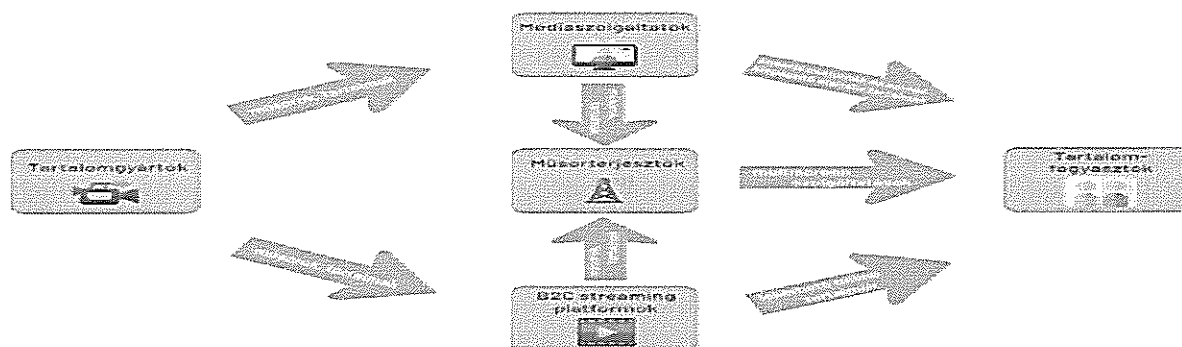 Médiaszolgáltatók
Tartalomgyártók
Műsorterjesztők
Tartalom-
fogyasztók
B2C streaming
platformok